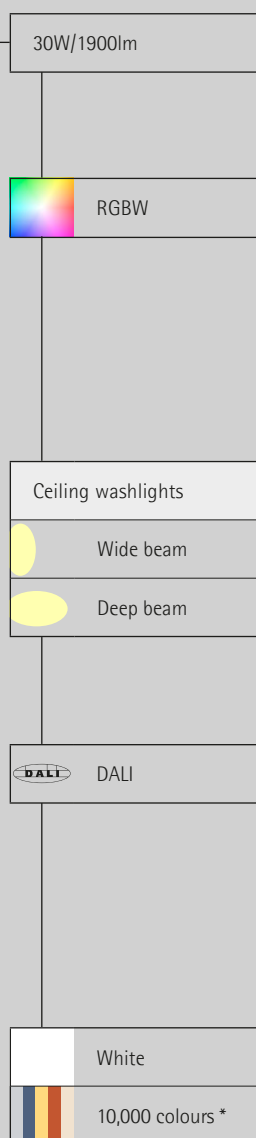 30W/1900lm
RGBW
Ceiling washlights
Wide beam
Deep beam
DALI DALI
White
10,000 colours *